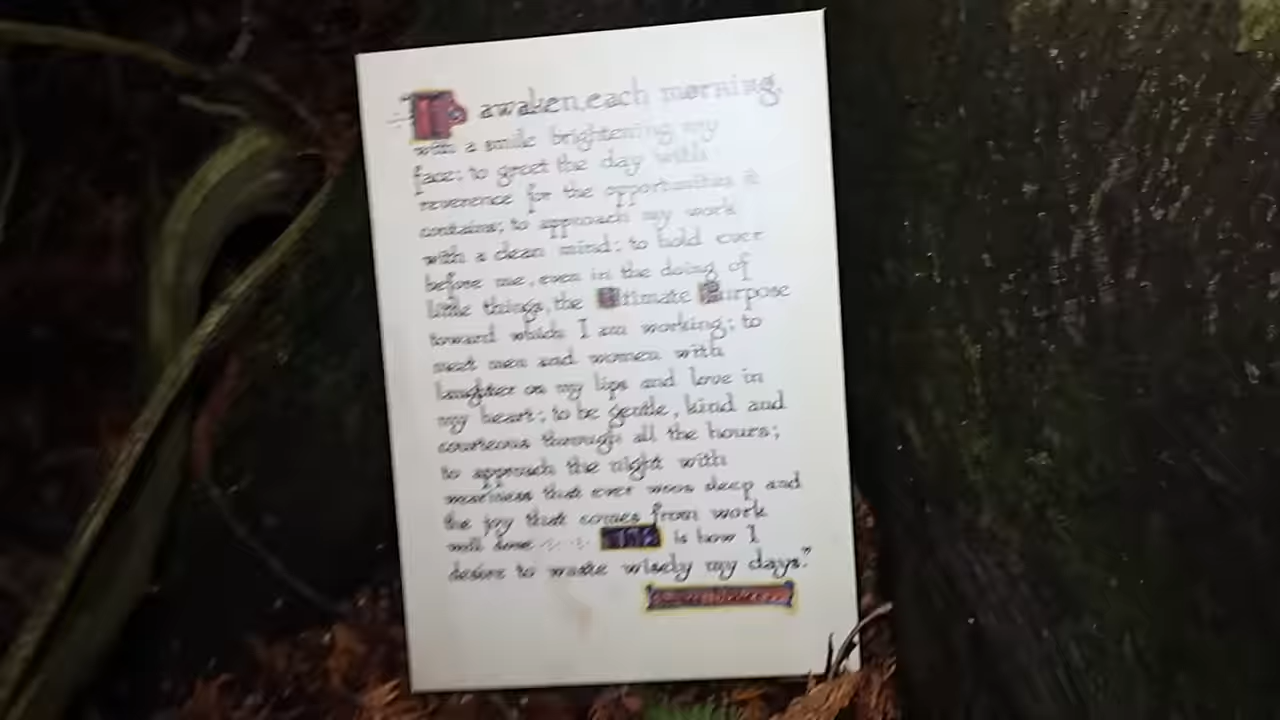 To awaken each morning,
with a smile brightening my
face; to greet the day with
reverence for the opportunities it
contains; to approach my work
with a clean mind; to hold ever
before me, even in the doing of
little things, the Ultimate Purpose
toward which I am working; to
meet men and women with
laughter on my lips and love in
my heart; to be gentle, kind and
courteous through all the hours;
to approach the night with
weariness that ever woos sleep and
the joy that comes from work
well done .... this is how I
desire to waste wisely my days."